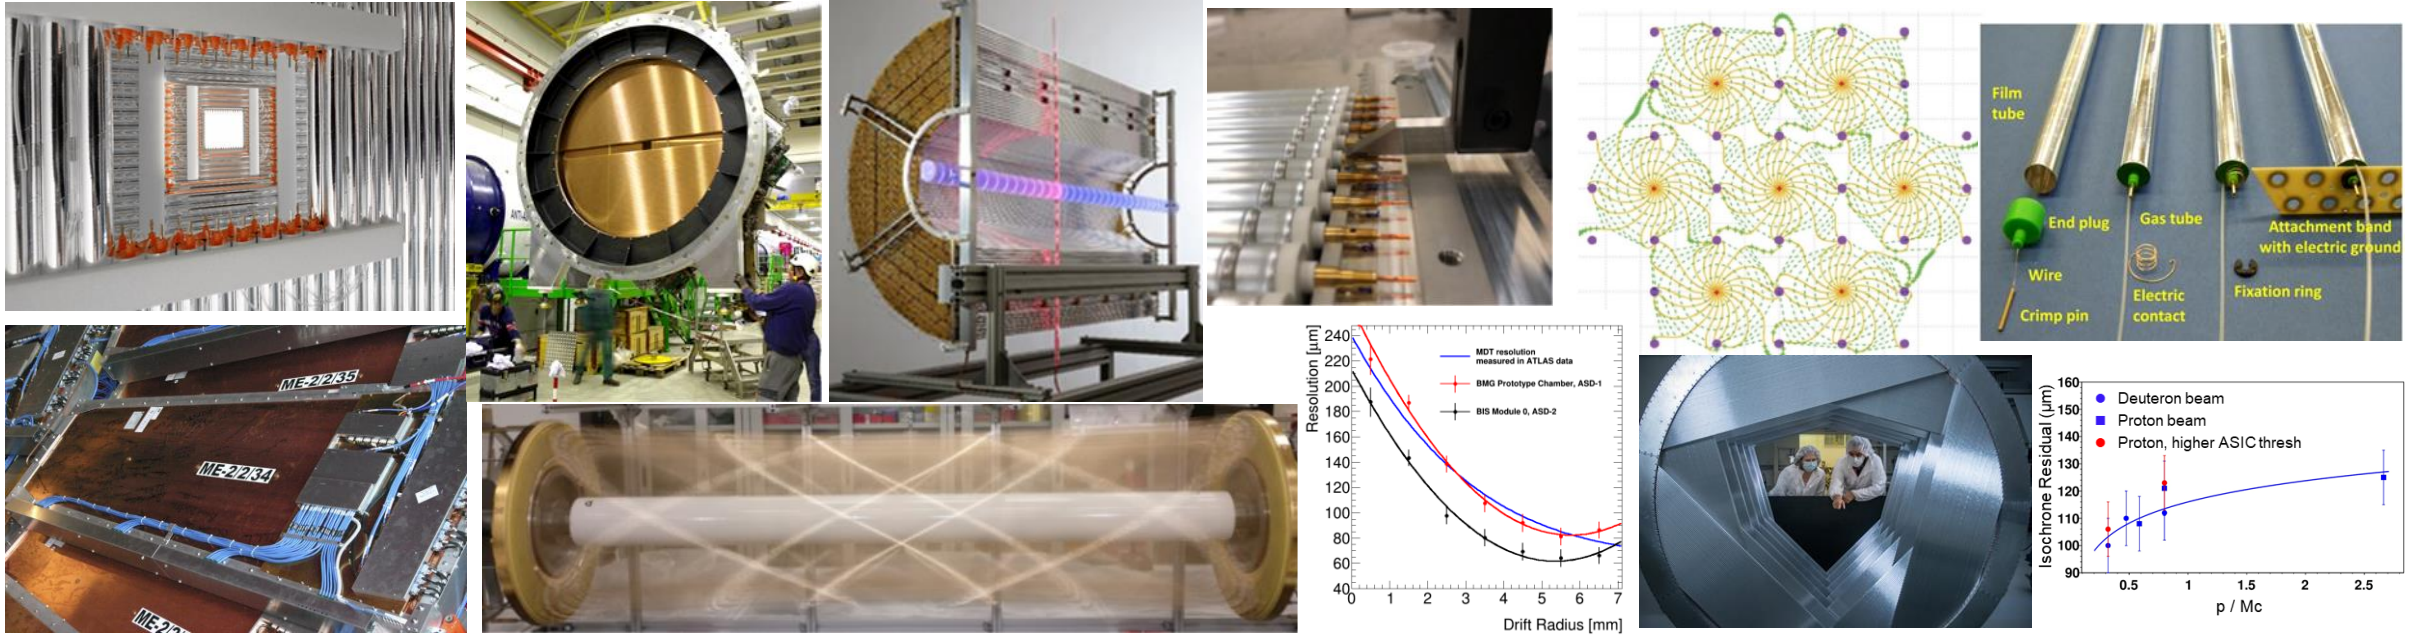 ANTI-
Film
tube
End plug
Gas tube
Attachment band
with electric ground
Wire
Electric
contact
Fixation ring
Crimp pin
ME-2/2/35
ME-2/2/34
240
220
200
180
160
140
120
100
80
60
40
Resolution [µm]
MDT resolution
measured in ATLAS data
BMG Prototype Chamber, ASD-1
BIS Module 0, ASD-2
0 1 2 3 4 5 6 7
Drift Radius [mm]
160
150
140
130
120
110
100
90
Isochrone Residual (µm)
Deuteron beam
Proton beam
Proton, higher ASIC thresh
0.5 1 1.5 2 2.5
p / Mc